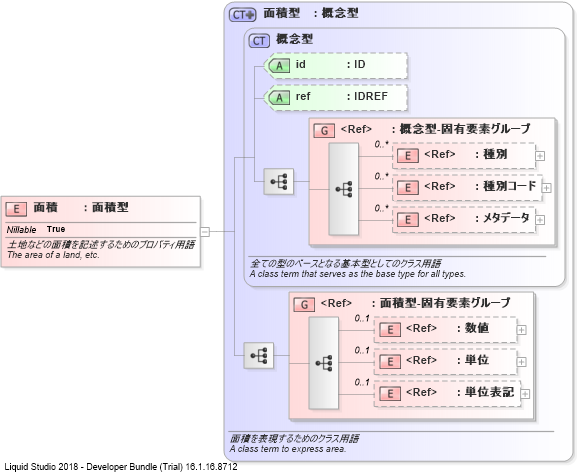 CT 面積型 : 概念型
CT 概念型
A id : ID
A ref : IDREF
G <Ref> : 概念型-固有要素グループ
0..*
E <Ref> : 種別
0..*
E <Ref> : 種別コード
0..*
E <Ref> : メタデータ
全ての型のベースとなる基本型としてのクラス用語
A class term that serves as the base type for all types.
E 面積 : 面積型
Nillable True
土地などの面積を記述するためのプロパティ用語
The area of a land, etc.
G <Ref> : 面積型-固有要素グループ
0..1
E <Ref> : 数値
0..1
E <Ref> : 単位
0..1
E <Ref> : 単位表記
面積を表現するためのクラス用語
A class term to express area.
Liquid Studio 2018 - Developer Bundle (Trial) 16.1.16.8712